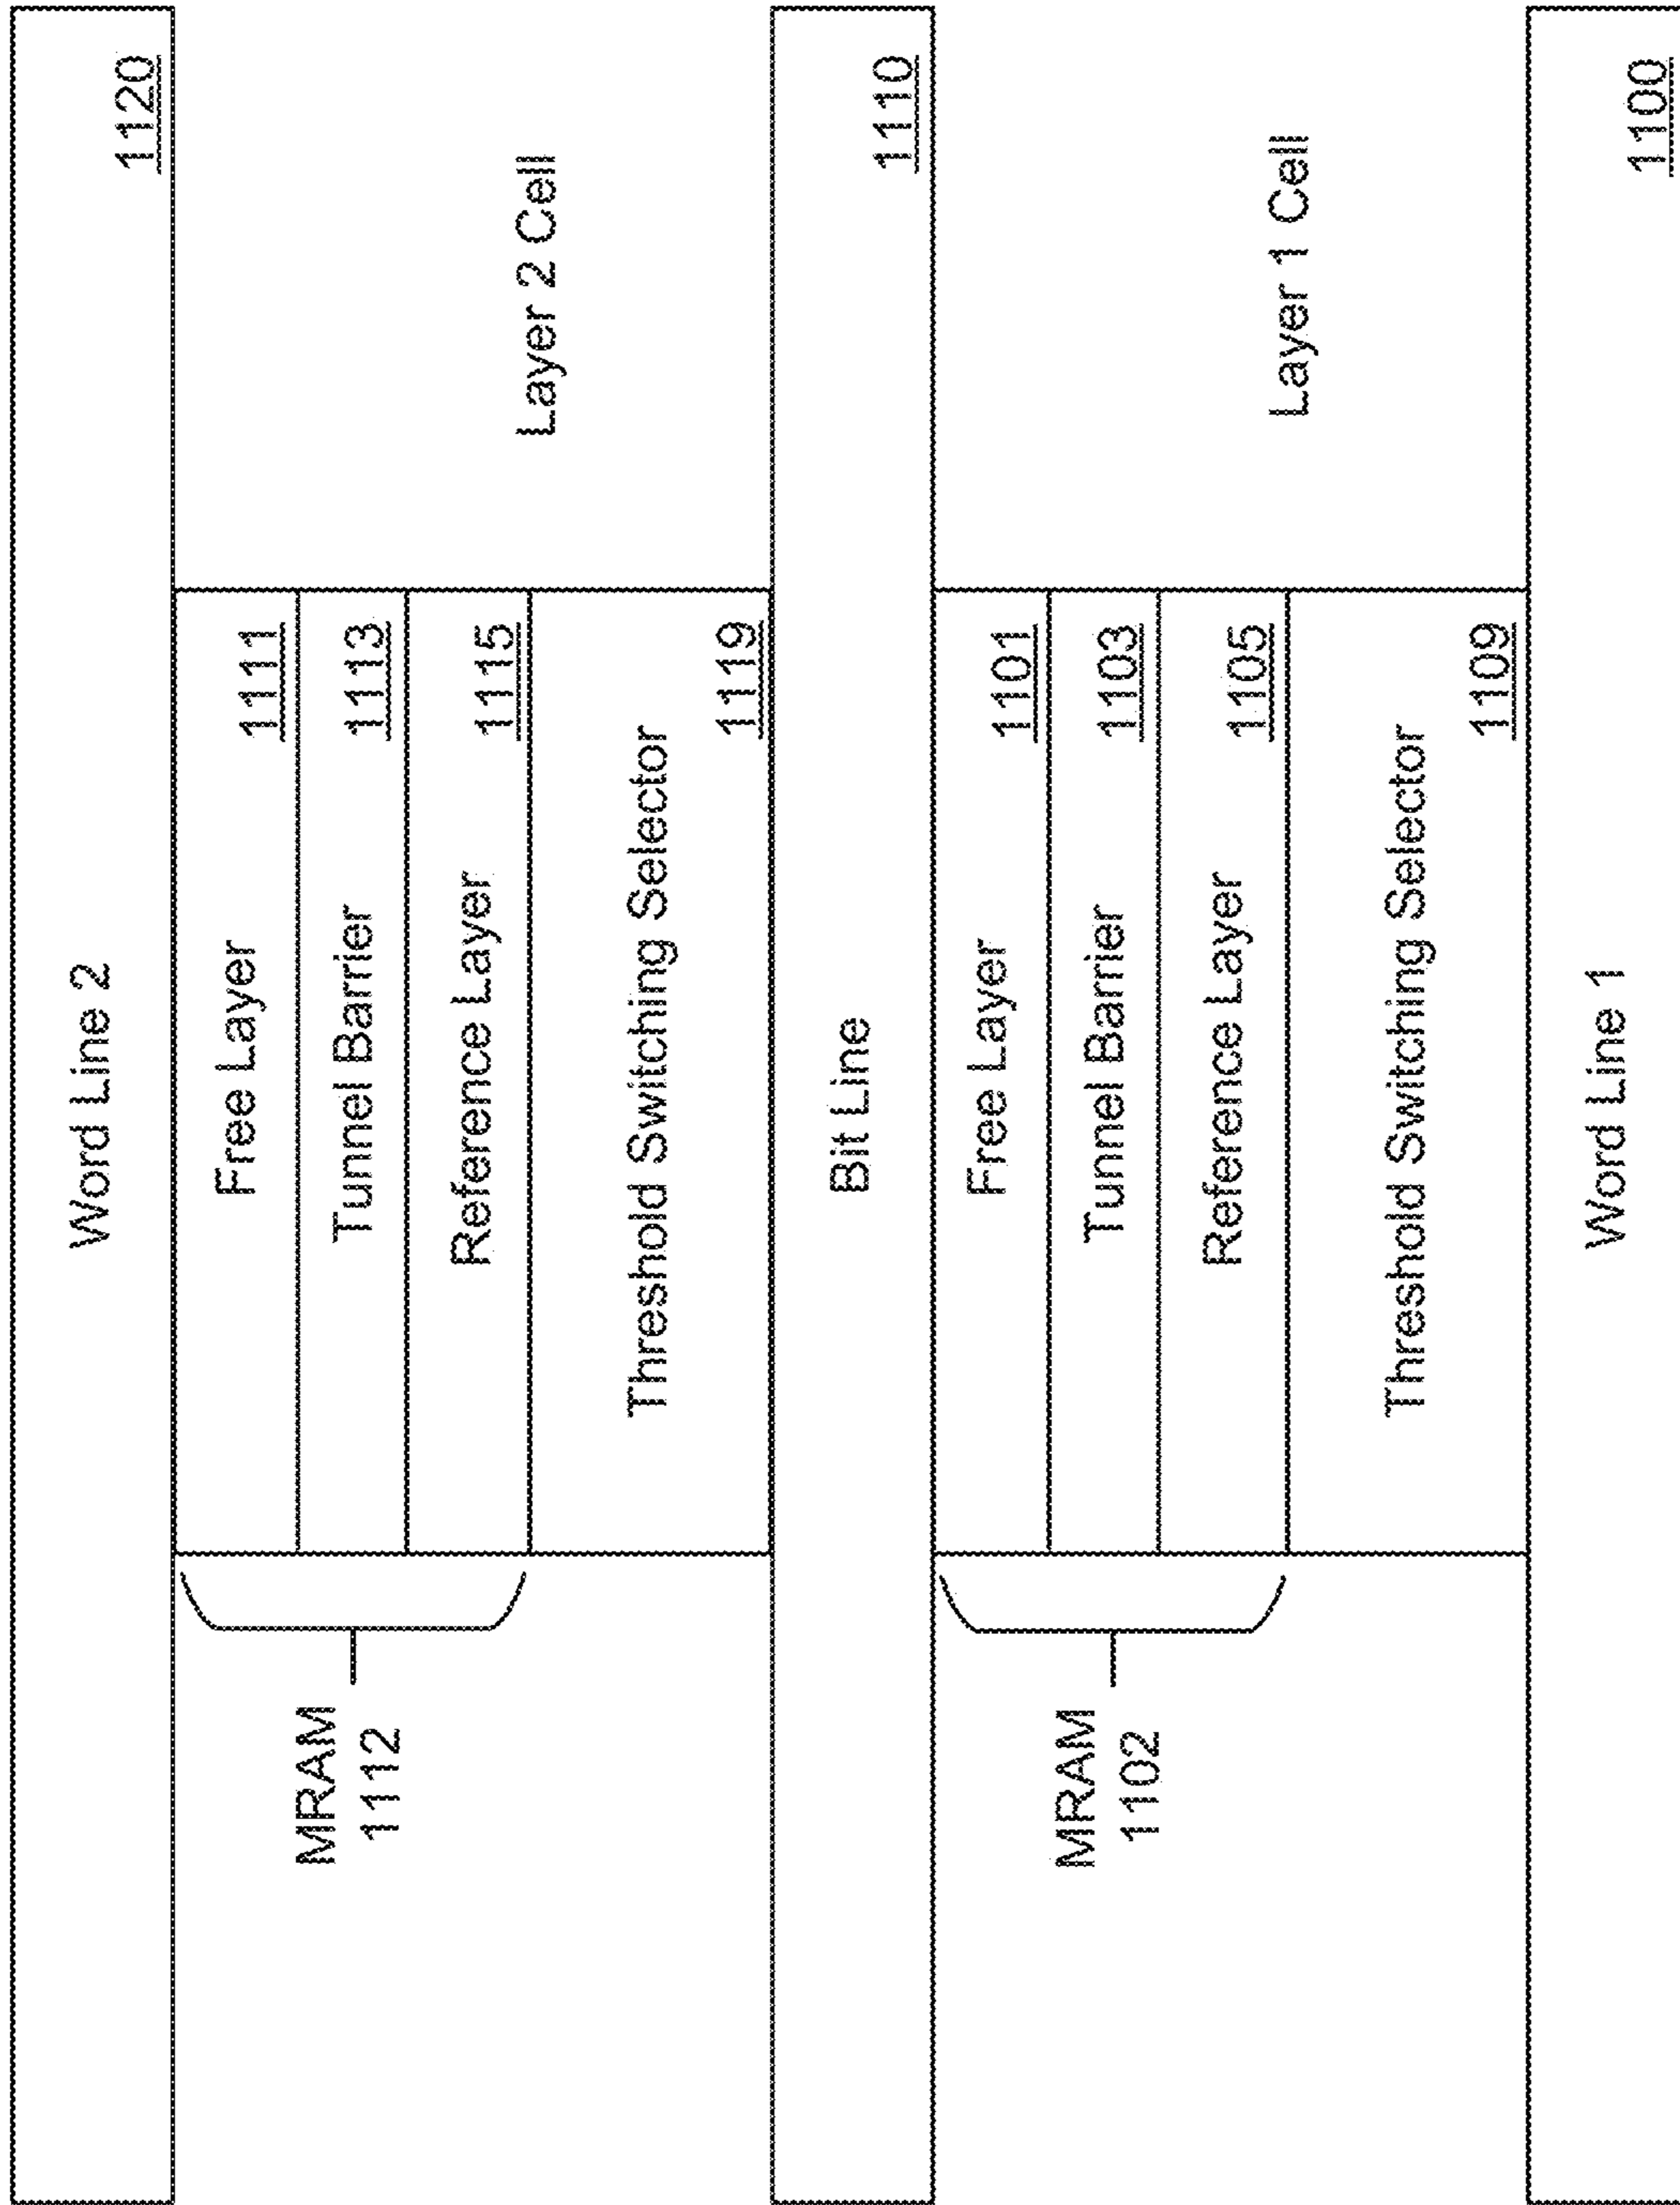 Word Line 2
1120
Free Layer
1111
Tunnel Barrier
1113
Reference Layer
1115
MRAM
1112
Threshold Switching Selector
1119
Layer 2 Cell
Bit Line
1110
Free Layer
1101
Tunnel Barrier
1103
Reference Layer
1105
MRAM
1102
Threshold Switching Selector
1109
Layer 1 Cell
Word Line 1
1100